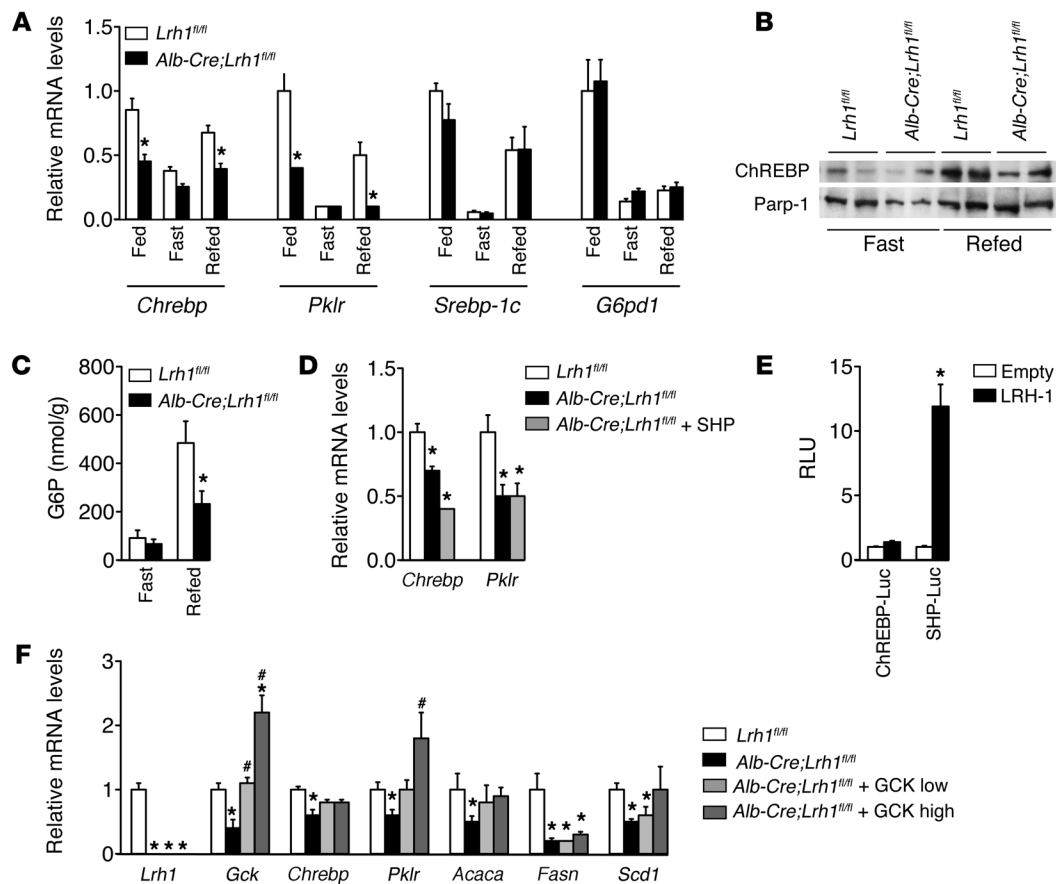 A
Relative mRNA levels
1.5
1.0
0.5
0.0
Lrh1fl/fl
Alb-Cre;Lrh1fl/fl
*
*
*
*
Fed
Fast
Refed
Fed
Fast
Refed
Fed
Fast
Refed
Fed
Fast
Refed
Chrebp
Pklr
Srebp-1c
G6pd1
B
Lrh1fl/fl
Alb-Cre;Lrh1fl/fl
Lrh1fl/fl
Alb-Cre;Lrh1fl/fl
ChREBP
Parp-1
Fast
Refed
C
G6P (nmol/g)
800
600
400
200
0
Lrh1fl/fl
Alb-Cre;Lrh1fl/fl
*
Fast
Refed
D
Relative mRNA levels
1.5
1.0
0.5
0.0
Lrh1fl/fl
Alb-Cre;Lrh1fl/fl
Alb-Cre;Lrh1fl/fl + SHP
*
*
* *
Chrebp
Pklr
E
RLU
15
10
5
0
*
Empty
LRH-1
ChREBP-Luc
SHP-Luc
F
Relative mRNA levels
3
2
1
0
* * *
*
#
#
*
*
*
#
*
* *
*
* *
Lrh1
Gck
Chrebp
Pklr
Acaca
Fasn
Scd1
Lrh1fl/fl
Alb-Cre;Lrh1fl/fl
Alb-Cre;Lrh1fl/fl + GCK low
Alb-Cre;Lrh1fl/fl + GCK high